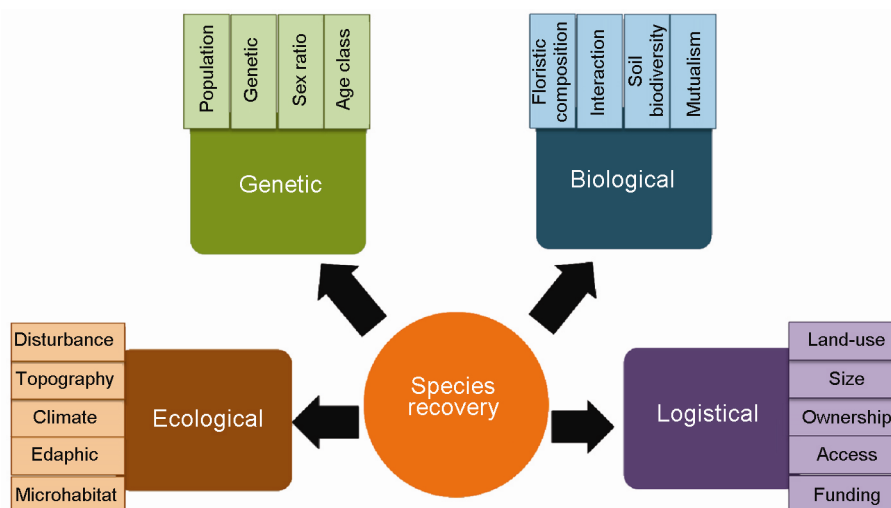 Population
Genetic
Sex ratio
Age class
Genetic
Floristic
composition
Interaction
Soil
biodiversity
Mutualism
Biological
Disturbance
Topography
Climate
Edaphic
Microhabitat
Ecological
Species
recovery
Logistical
Land-use
Size
Ownership
Access
Funding